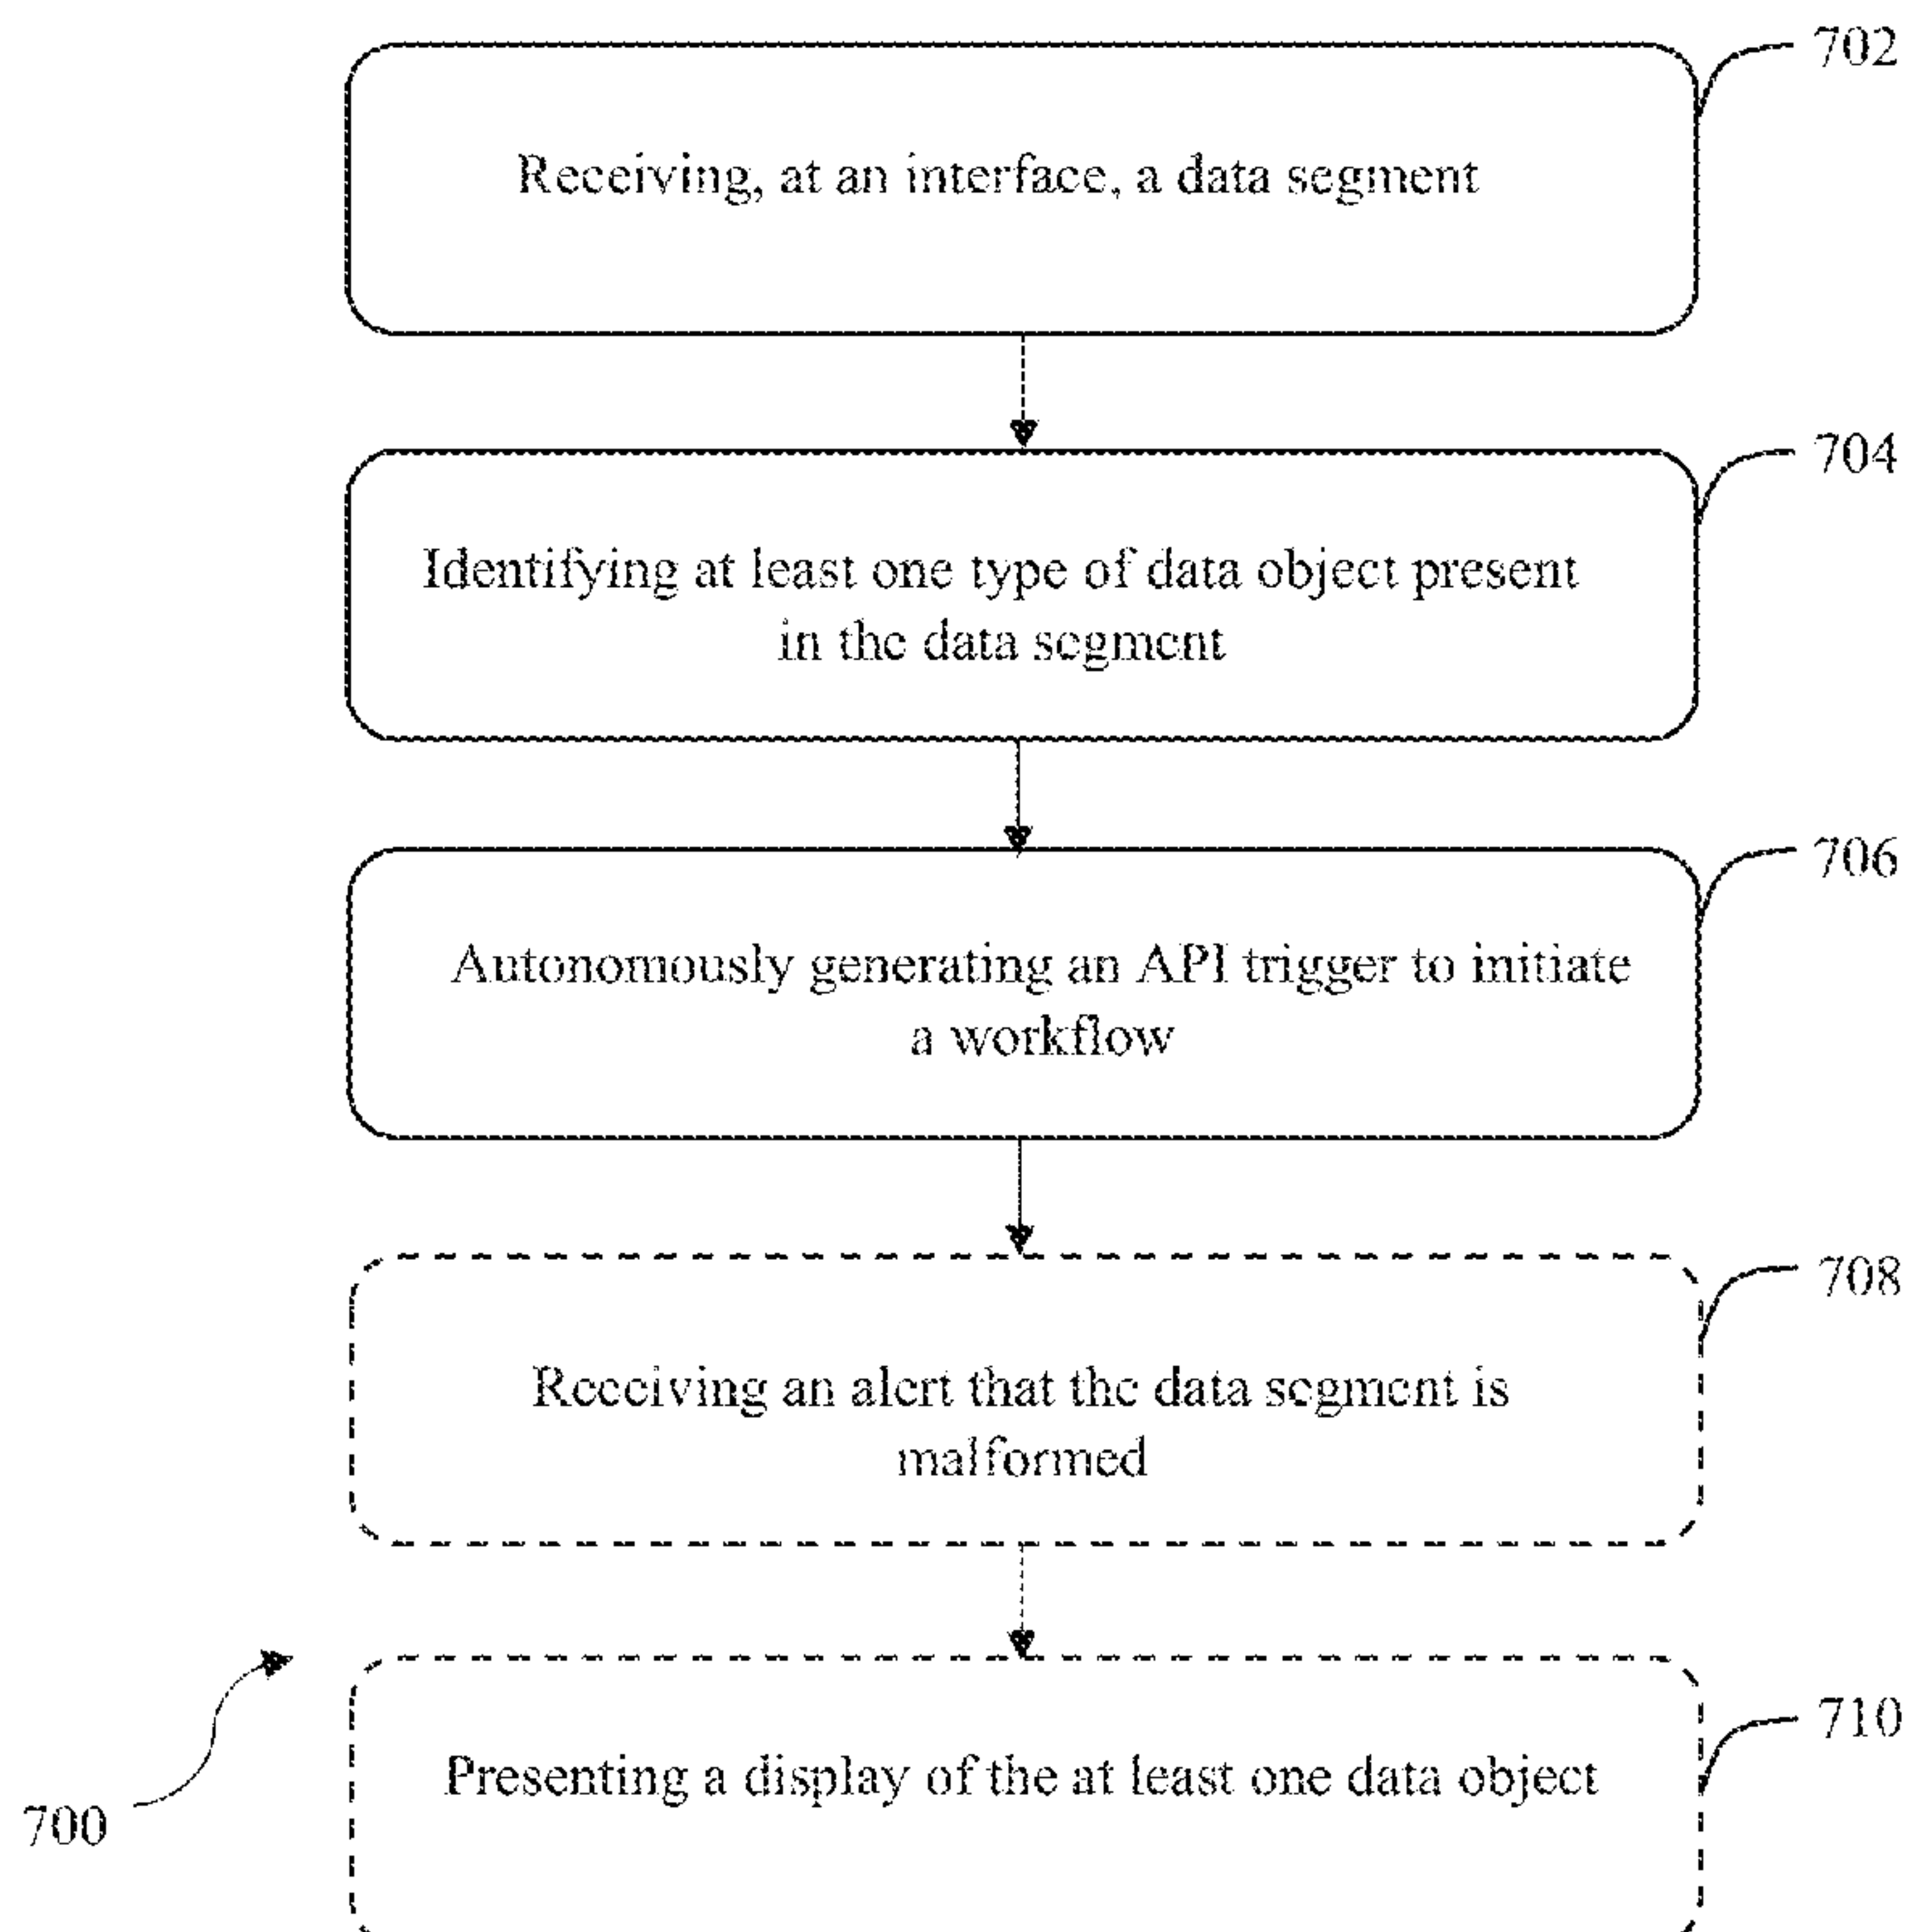 702
Receiving, at an interface, a data segment
704
Identifying at least one type of data object present
in the data segment
706
Autonomously generating an API trigger to initiate
a workflow
708
Receiving an alert that the data segment is
malformed
710
Presenting a display of the at least one data object
700